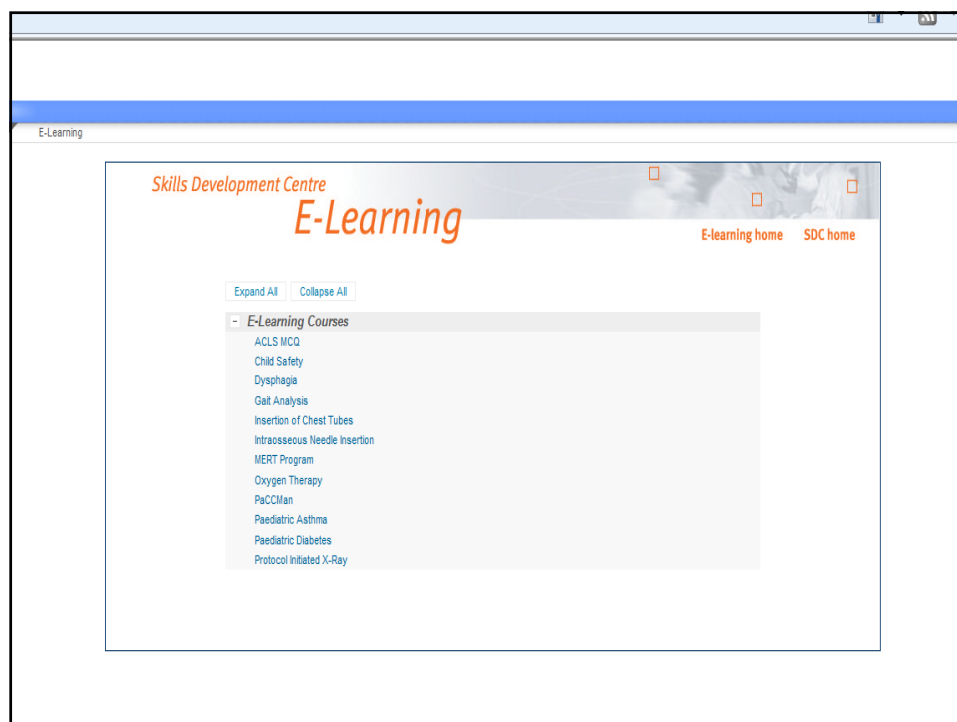 E-Learning
Skills Development Centre
E-Learning
E-learning home SDC home
Expand All Collapse All
E-Learning Courses
ACLS MCQ
Child Safety
Dysphagia
Gait Analysis
Insertion of Chest Tubes
Intraosseous Needle Insertion
MERT Program
Oxygen Therapy
PaCCMan
Paediatric Asthma
Paediatric Diabetes
Protocol Initiated X-Ray